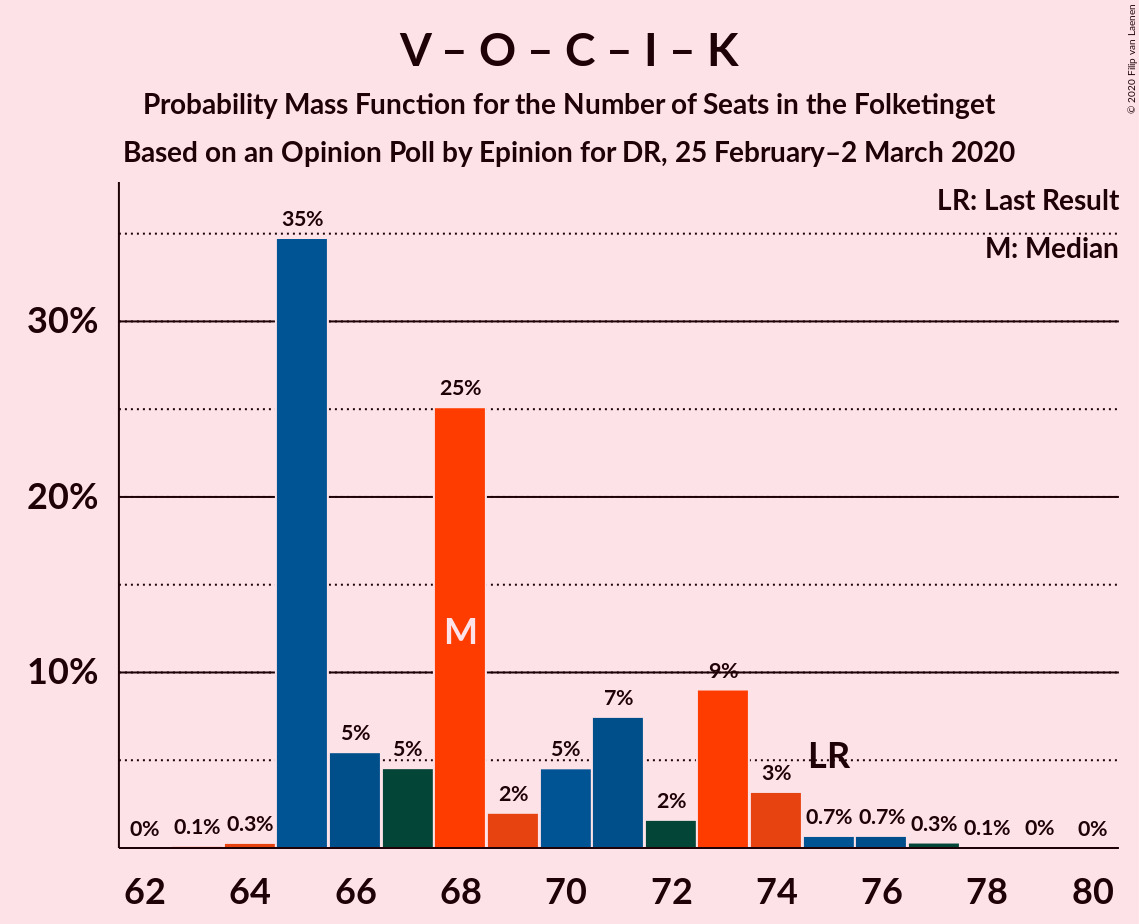 V – O – C – I – K
Probability Mass Function for the Number of Seats in the Folketinget
Based on an Opinion Poll by Epinion for DR, 25 February–2 March 2020
© 2020 Filip van Laenen
LR: Last Result
M: Median
30%
20%
10%
0%
0.1%
0.3%
35%
5%
5%
25%
2%
5%
7%
2%
9%
3%
0.7%
0.7%
0.3%
0.1%
0%
0%
M
LR
62 64 66 68 70 72 74 76 78 80